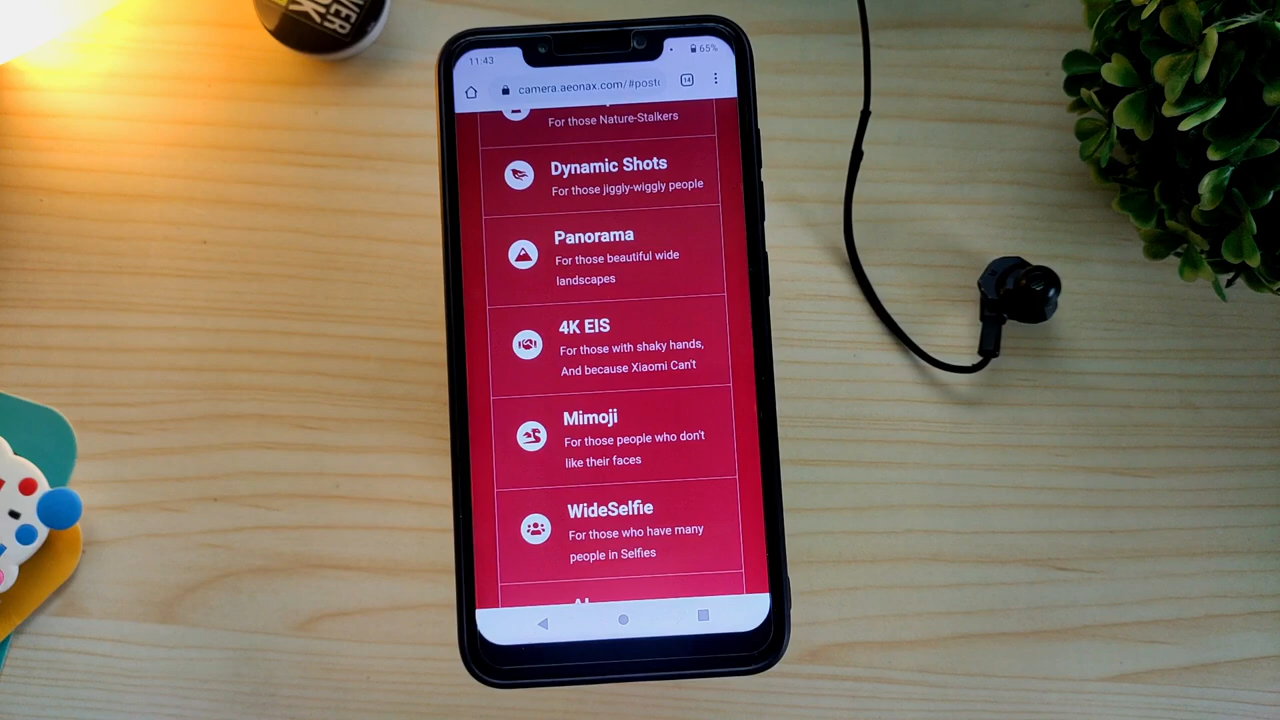 WER
OK
11:43
65%
camera.aeonax.com/#post
14
For those Nature-Stalkers
Dynamic Shots
For those jiggly-wiggly people
Panorama
For those beautiful wide
landscapes
4K EIS
For those with shaky hands,
And because Xiaomi Can't
Mimoji
For those people who don't
like their faces
WideSelfie
For those who have many
people in Selfies